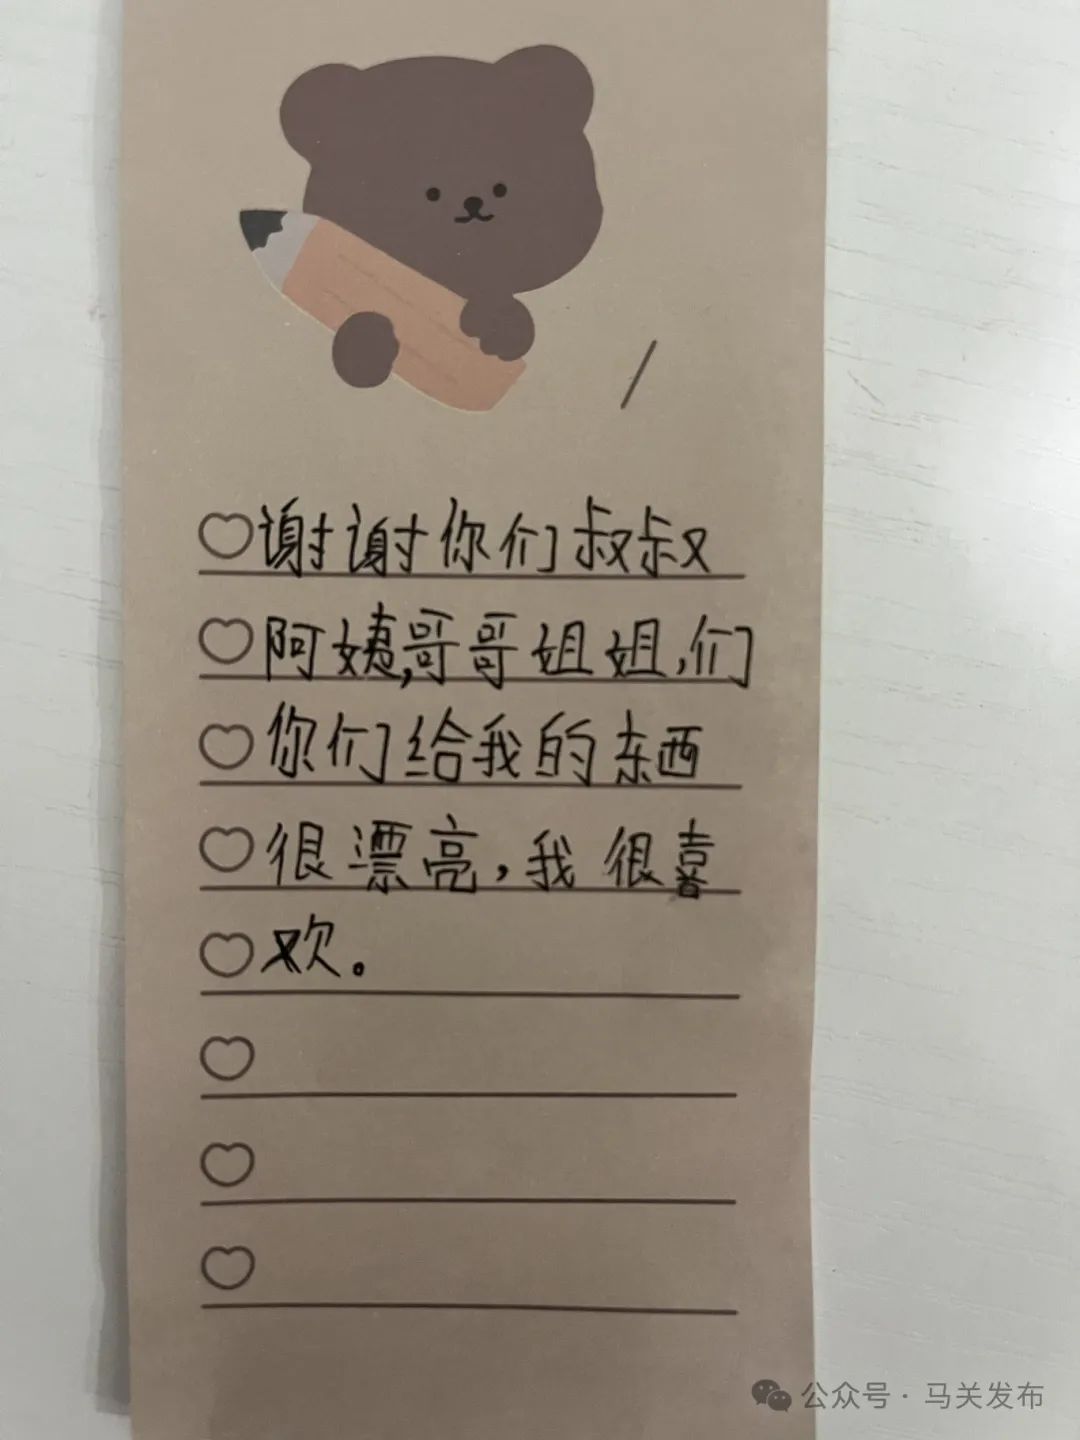 谢谢你们叔叔
阿姨,哥哥姐姐,们
你们给我的东西
很漂亮,我很喜
欢。
公众号·马关发布